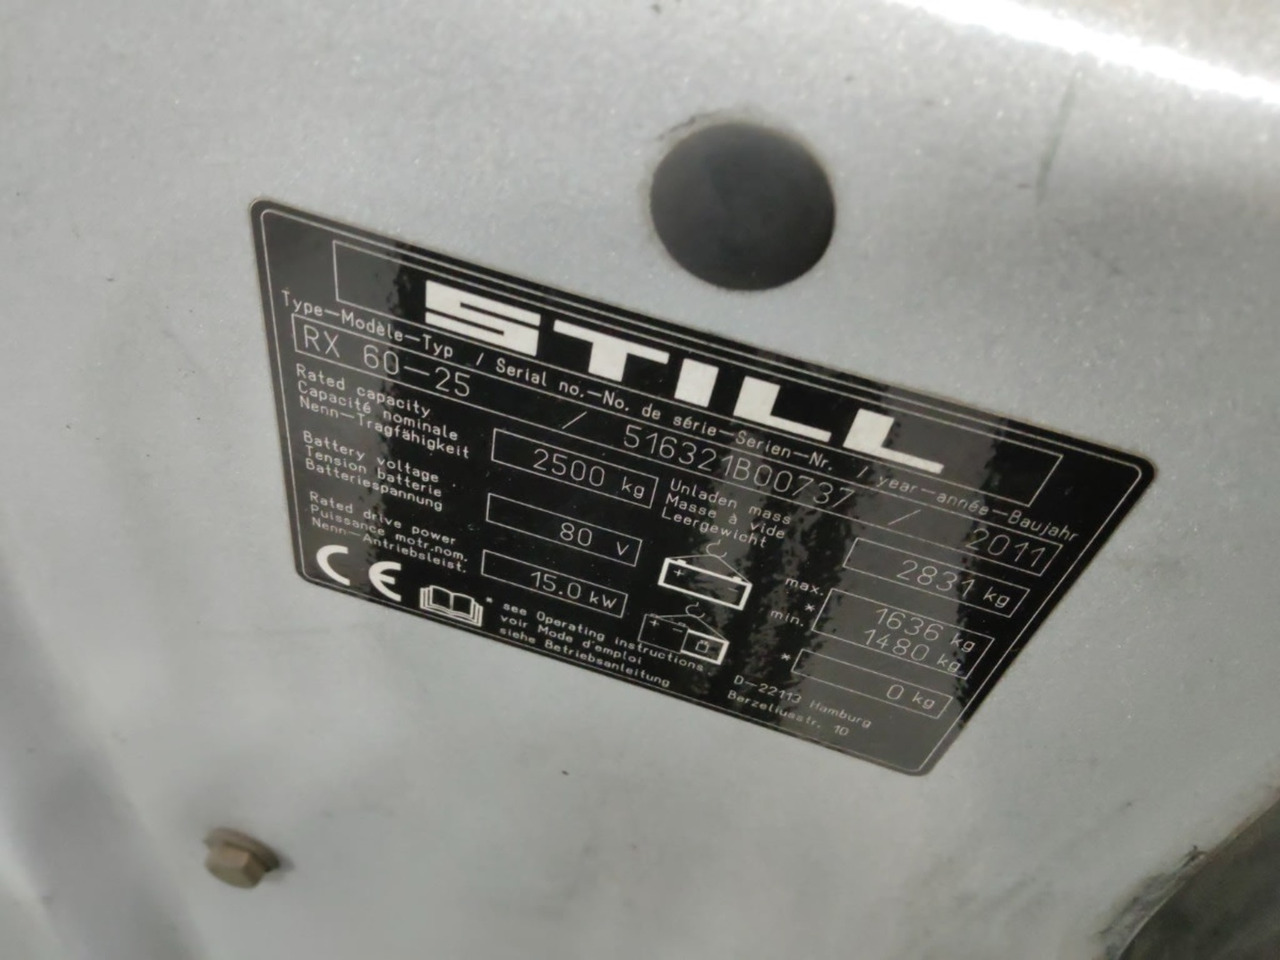 STILL
Type–Modèle–Typ / Serial no.–No. de série–Serien–Nr. / year–année–Baujahr
RX 60–25 / 516321B00737 / 2011
Rated capacity
Capacité nominale
Nenn–Tragfähigkeit
2500 kg
Unladen mass
Masse à vide
Leergewicht
2831 kg
Battery voltage
Tension batterie
Batteriespannung
80 V
+ –
max. 1636 kg
*
min. 1480 kg
Rated drive power
Puissance motr.nom.
Nenn–Antriebsleist.
15.0 kW
+ –
* 0 kg
CE
* see Operating instructions
voir Mode d'emploi
siehe Betriebsanleitung
D–22113 Hamburg
Berzeliusstr. 10